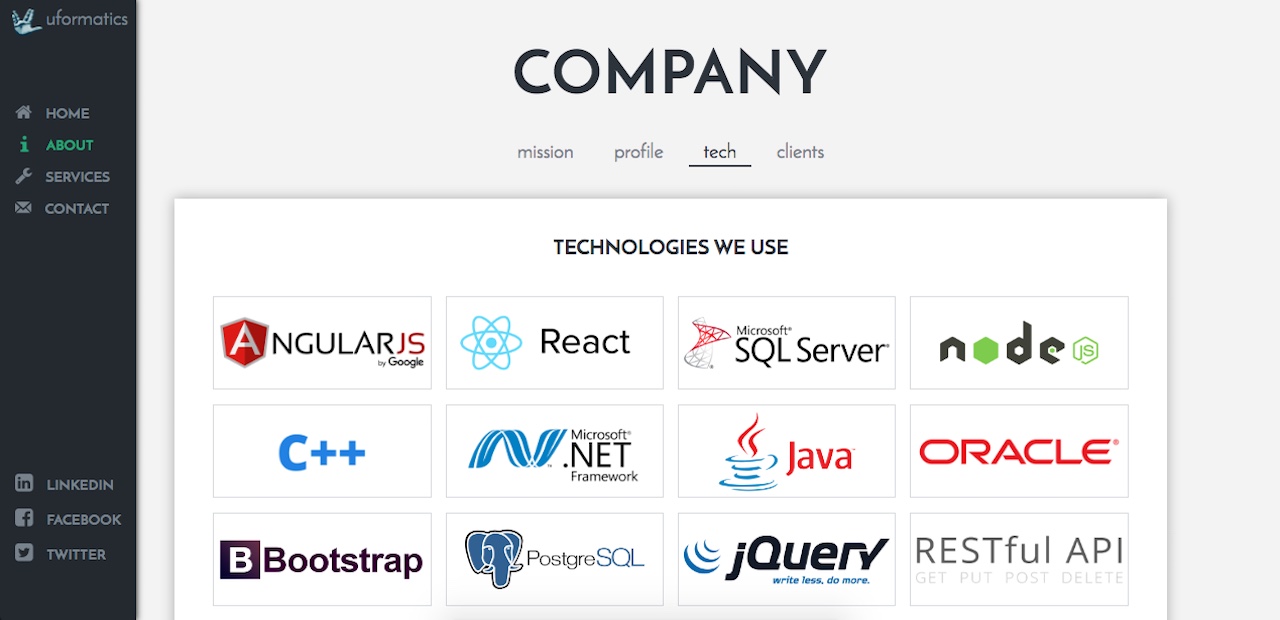 uformatics
HOME
ABOUT
SERVICES
CONTACT
LINKEDIN
FACEBOOK
TWITTER
COMPANY
mission profile tech clients
TECHNOLOGIES WE USE
ANGULARJS
by Google
React
Microsoft®
SQL Server®
node
JS
C++
Microsoft®
.NET™
Framework
Java
ORACLE®
B Bootstrap
PostgreSQL
jQuery
write less, do more.
RESTful API
GET PUT POST DELETE